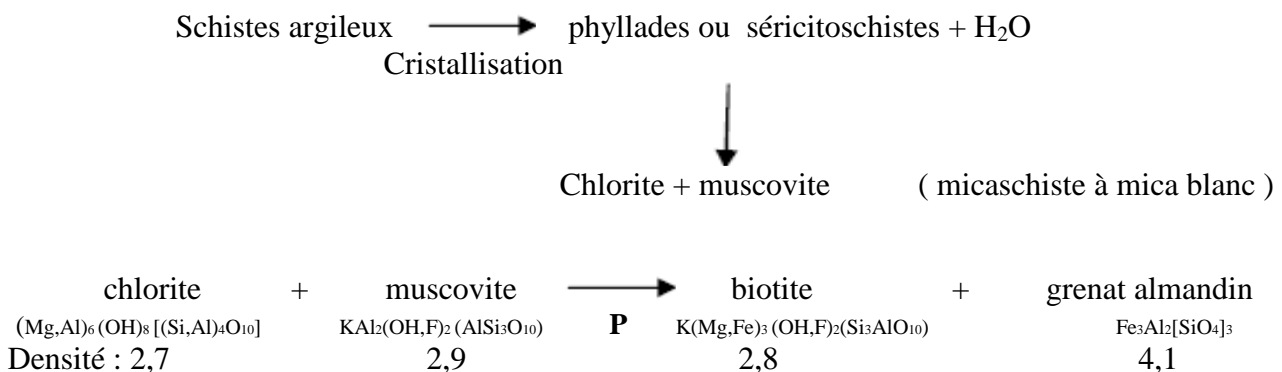 Schistes argileux phyllades ou séricitoschistes + H₂O
Cristallisation
Chlorite + muscovite ( micaschiste à mica blanc )
chlorite + muscovite biotite + grenat almandin
(Mg,Al)₆(OH)₈[(Si,Al)₄O₁₀] KAl₂(OH,F)₂(AlSi₃O₁₀) P K(Mg,Fe)₃(OH,F)₂(Si₃AlO₁₀) Fe₃Al₂[SiO₄]₃
Densité : 2,7 2,9 2,8 4,1